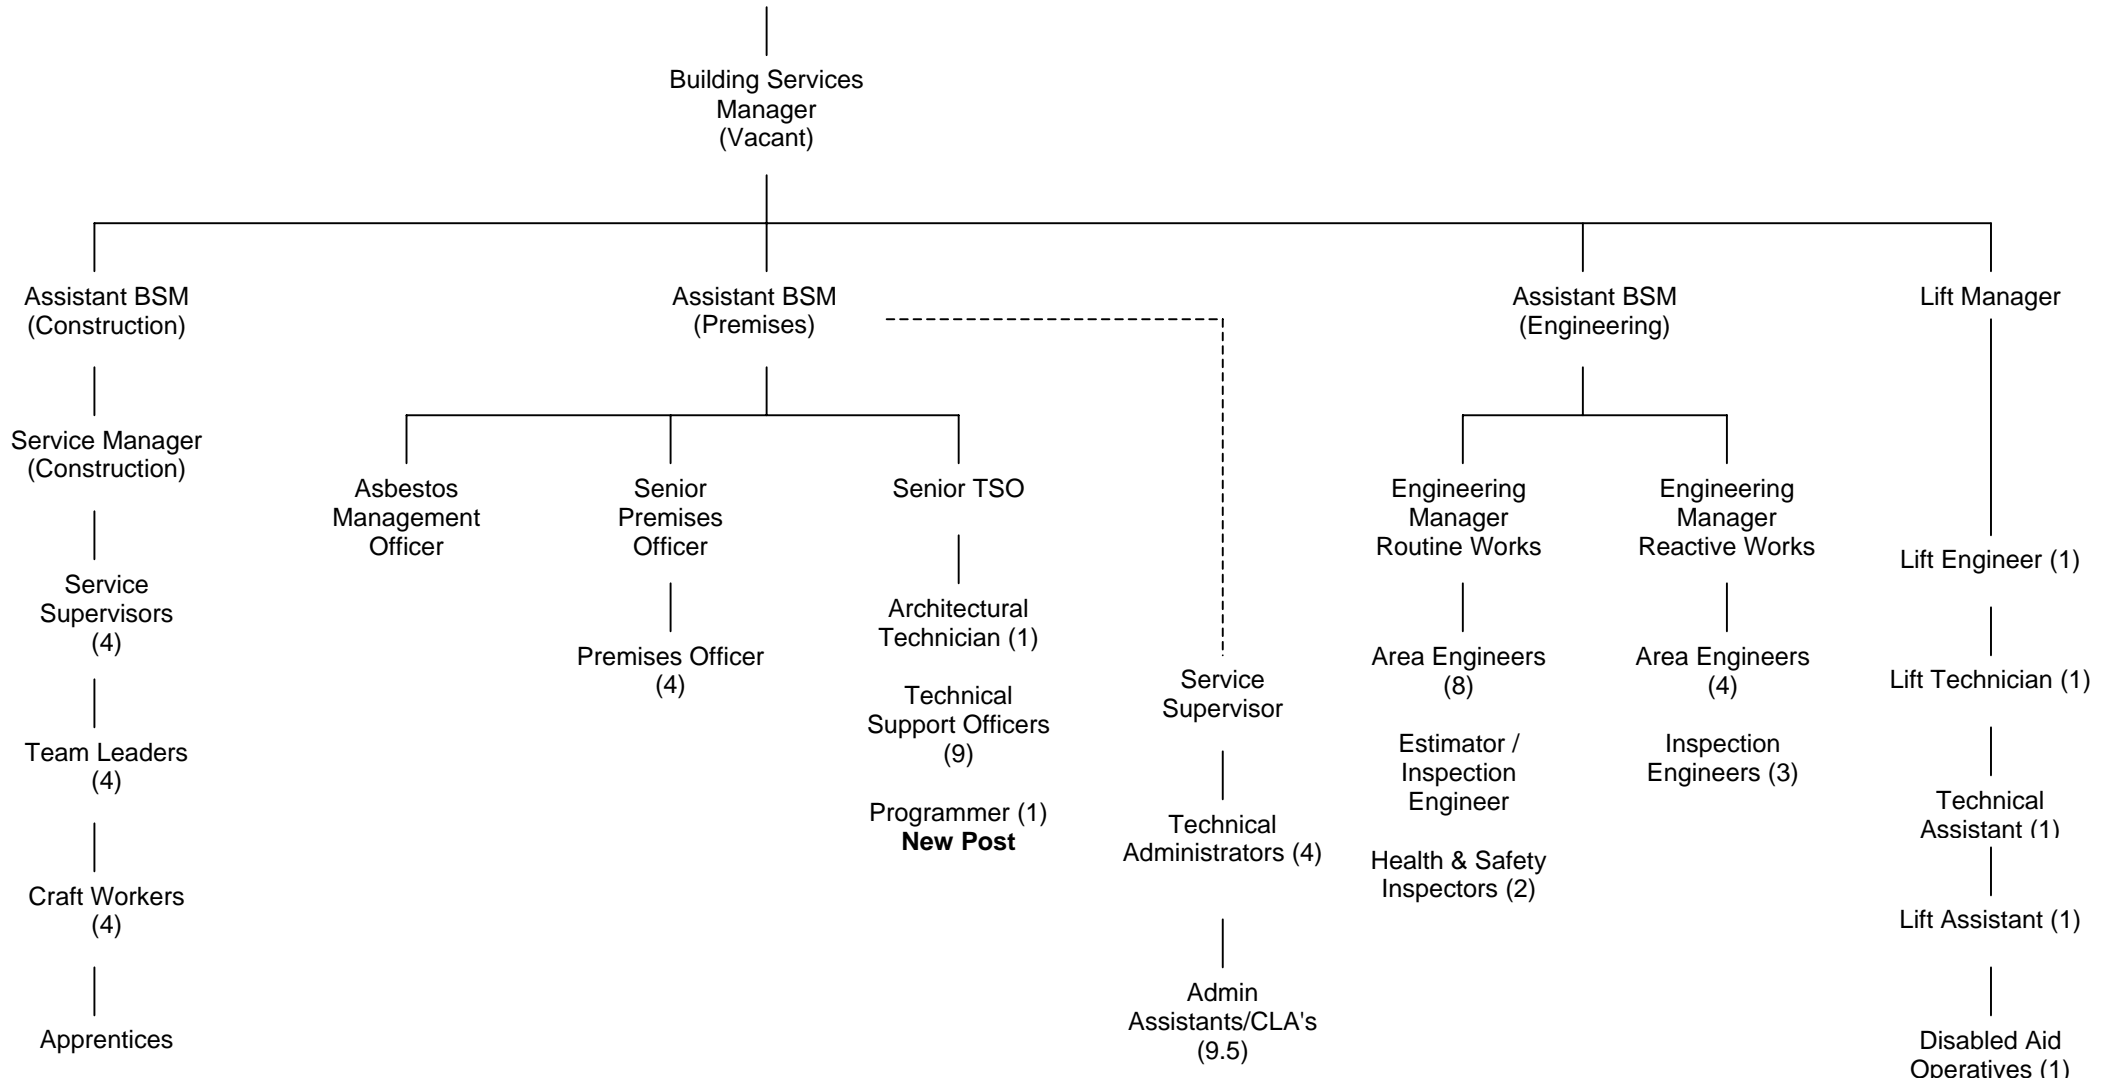 Building Services
Manager
(Vacant)
Assistant BSM
(Construction)
Assistant BSM
(Premises)
Assistant BSM
(Engineering)
Lift Manager
Service Manager
(Construction)
Service
Supervisors
(4)
Team Leaders
(4)
Craft Workers
(4)
Apprentices
Asbestos
Management
Officer
Senior
Premises
Officer
Premises Officer
(4)
Senior TSO
Architectural
Technician (1)
Technical
Support Officers
(9)
Programmer (1)
New Post
Service
Supervisor
Technical
Administrators (4)
Admin
Assistants/CLA's
(9.5)
Engineering
Manager
Routine Works
Area Engineers
(8)
Estimator /
Inspection
Engineer
Health & Safety
Inspectors (2)
Engineering
Manager
Reactive Works
Area Engineers
(4)
Inspection
Engineers (3)
Lift Engineer (1)
Lift Technician (1)
Technical
Assistant (1)
Lift Assistant (1)
Disabled Aid
Operatives (1)